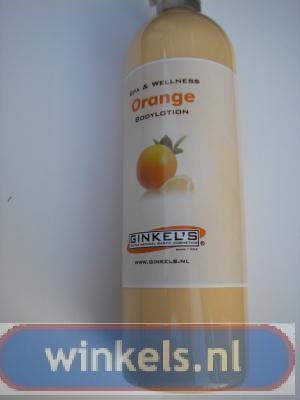 Spa & Wellness
Orange
Bodylotion
GINKEL'S
®
www.ginkels.nl
winkels.nl